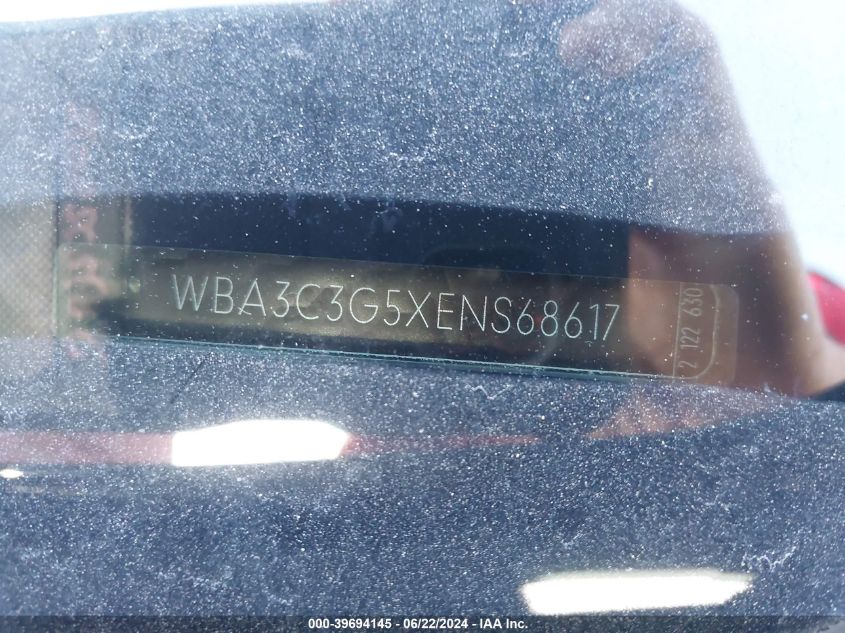 WBA3C3G5XENS68617
2 122 630
000-39694145 - 06/22/2024 - IAA Inc.